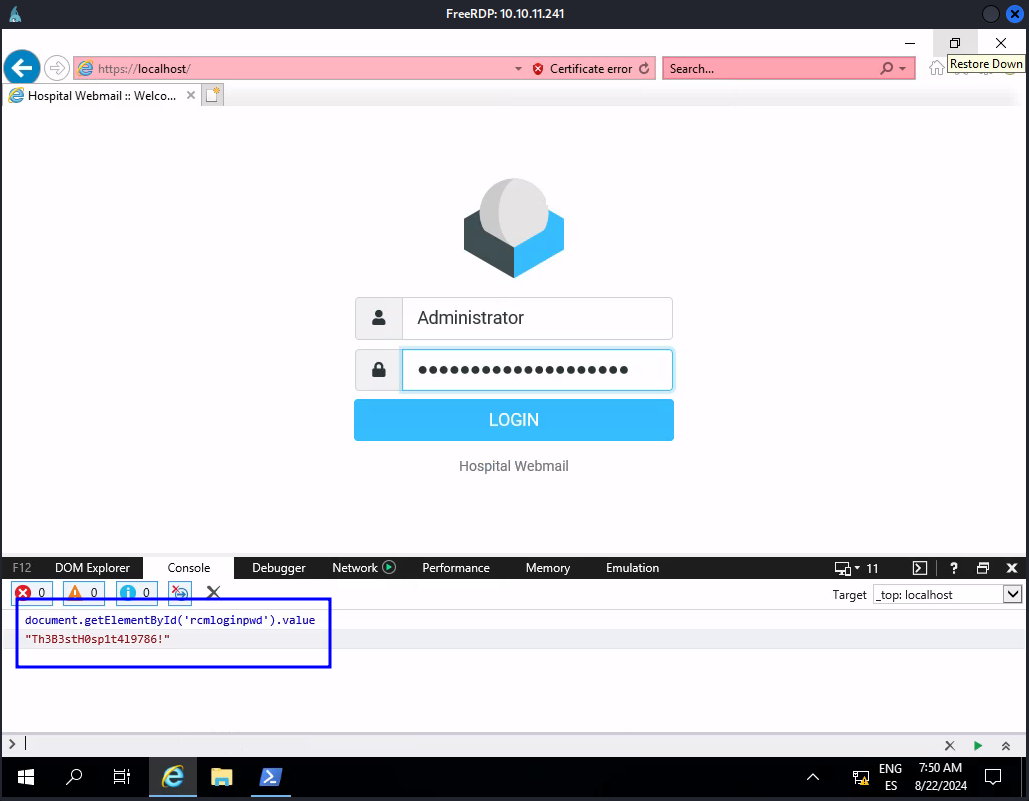 FreeRDP: 10.10.11.241
Restore Down
https://localhost/
Certificate error
Search...
Hospital Webmail :: Welco...
Administrator
●●●●●●●●●●●●●●●●●●●●
LOGIN
Hospital Webmail
F12 DOM Explorer Console Debugger Network Performance Memory Emulation 11 ?
0 0 0
Target _top: localhost
document.getElementById('rcmloginpwd').value
"Th3B3stH0sp1t4l9786!"
ENG 7:50 AM
ES 8/22/2024